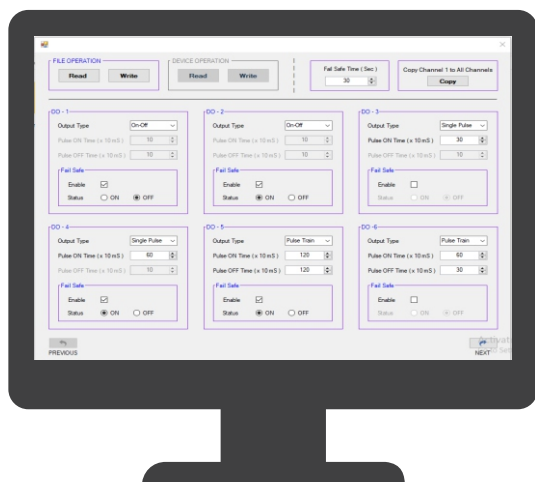 FILE OPERATION
Read Write
DEVICE OPERATION
Read Write
Fail Safe Time ( Sec )
30
Copy Channel 1 to All Channels
Copy
DO - 1
Output Type On-Off
Pulse ON Time (x 10 mS ) 10
Pulse OFF Time (x 10 mS ) 10
Fail Safe
Enable
Status ON OFF
DO - 2
Output Type On-Off
Pulse ON Time (x 10 mS ) 10
Pulse OFF Time (x 10 mS ) 10
Fail Safe
Enable
Status ON OFF
DO - 3
Output Type Single Pulse
Pulse ON Time (x 10 mS ) 30
Pulse OFF Time (x 10 mS ) 10
Fail Safe
Enable
Status ON OFF
DO - 4
Output Type Single Pulse
Pulse ON Time (x 10 mS ) 60
Pulse OFF Time (x 10 mS ) 10
Fail Safe
Enable
Status ON OFF
DO - 5
Output Type Pulse Train
Pulse ON Time (x 10 mS ) 120
Pulse OFF Time (x 10 mS ) 120
Fail Safe
Enable
Status ON OFF
DO -6
Output Type Pulse Train
Pulse ON Time (x 10 mS ) 60
Pulse OFF Time (x 10 mS ) 30
Fail Safe
Enable
Status ON OFF
PREVIOUS
NEXT